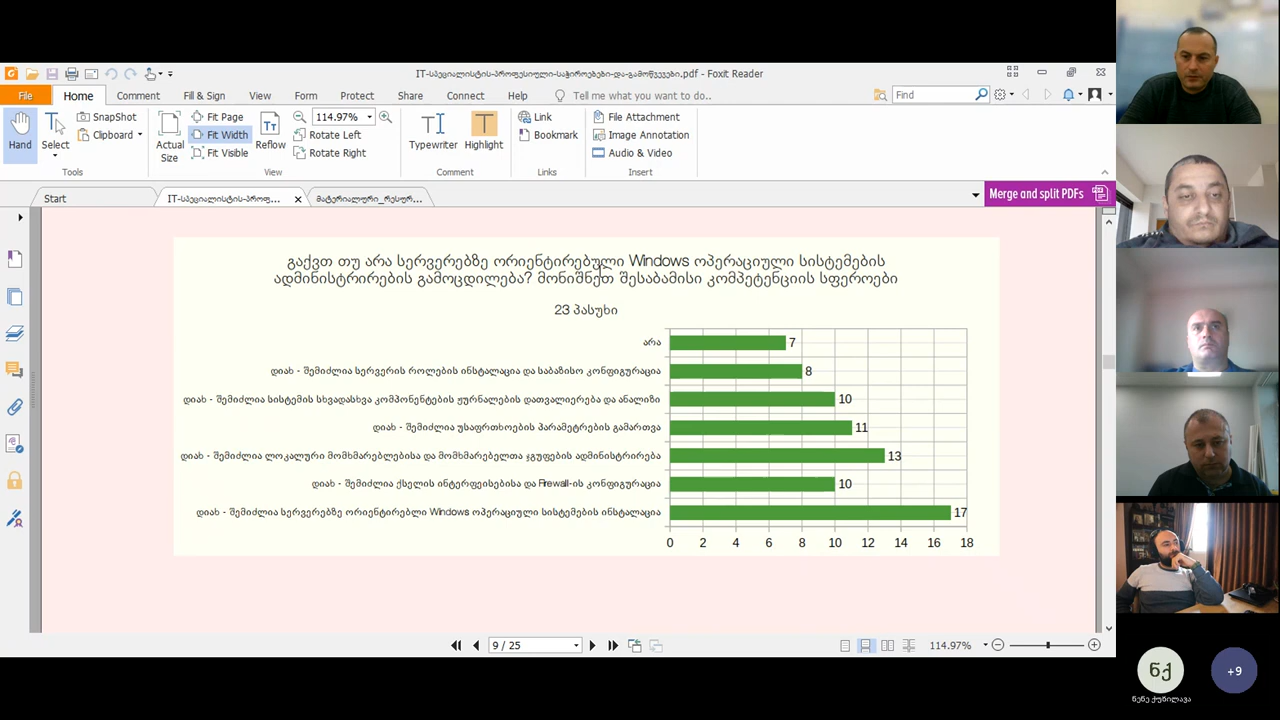 IT-სპეციალისტის-პროფესიული-საჭიროებები-და-გამოწვევები.pdf - Foxit Reader
File Home Comment Fill & Sign View Form Protect Share Connect Help Tell me what you want to do.. Find
Hand Select SnapShot Clipboard Actual Size Fit Page Fit Width Fit Visible Reflow 114.97% Rotate Left Rotate Right Typewriter Highlight Link Bookmark File Attachment Image Annotation Audio & Video
Tools View Comment Links Insert
Start IT-სპეციალისტის-პროფ... მატერიალური_რესურ... Merge and split PDFs
გაქვთ თუ არა სერვერებზე ორიენტირებული Windows ოპერაციული სისტემების
ადმინისტრირების გამოცდილება? მონიშნეთ შესაბამისი კომპეტენციის სფეროები
23 პასუხი
არა 7
დიახ - შემიძლია სერვერის როლების ინსტალაცია და საბაზისო კონფიგურაცია 8
დიახ - შემიძლია სისტემის სხვადასხვა კომპონენტების ჟურნალების დათვალიერება და ანალიზი 10
დიახ - შემიძლია უსაფრთხოების პარამეტრების გამართვა 11
დიახ - შემიძლია ლოკალური მომხმარებლებისა და მომხმარებელთა ჯგუფების ადმინისტრირება 13
დიახ - შემიძლია ქსელის ინტერფეისებისა და Firewall-ის კონფიგურაცია 10
დიახ - შემიძლია სერვერებზე ორიენტირებლი Windows ოპერაციული სისტემების ინსტალაცია 17
0 2 4 6 8 10 12 14 16 18
9 / 25 114.97%
ნქ +9
ნენე ქუნილავა